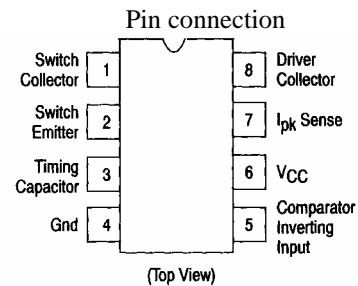 Pin connection
Switch
Collector
1
Switch
Emitter
2
Timing
Capacitor
3
Gnd
4
8
Driver
Collector
7
Ipk Sense
6
VCC
5
Comparator
Inverting
Input
(Top View)